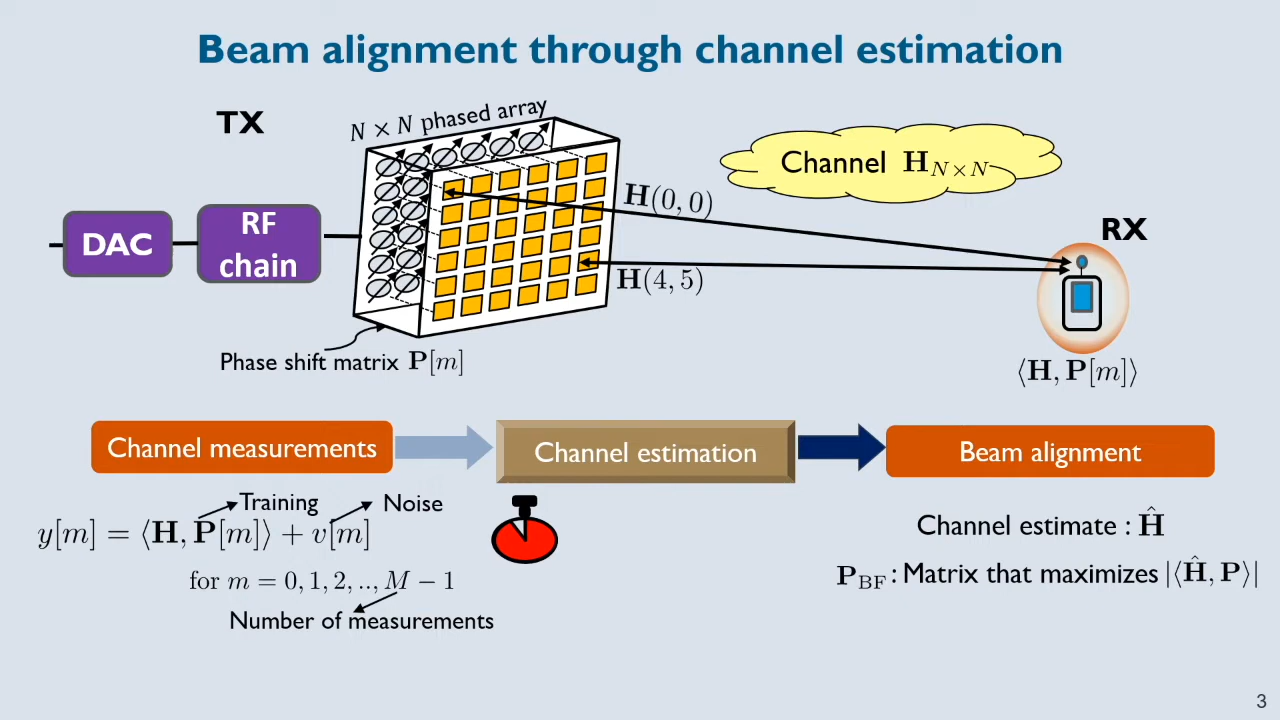 Beam alignment through channel estimation
TX
N × N phased array
Channel H_{N×N}
H(0, 0)
RX
DAC
RF
chain
H(4, 5)
Phase shift matrix P[m]
⟨H, P[m]⟩
Channel measurements
Channel estimation
Beam alignment
Training
Noise
y[m] = ⟨H, P[m]⟩ + v[m]
for m = 0, 1, 2, .., M − 1
Number of measurements
Channel estimate : Ĥ
P_{BF} : Matrix that maximizes |⟨Ĥ, P⟩|
3